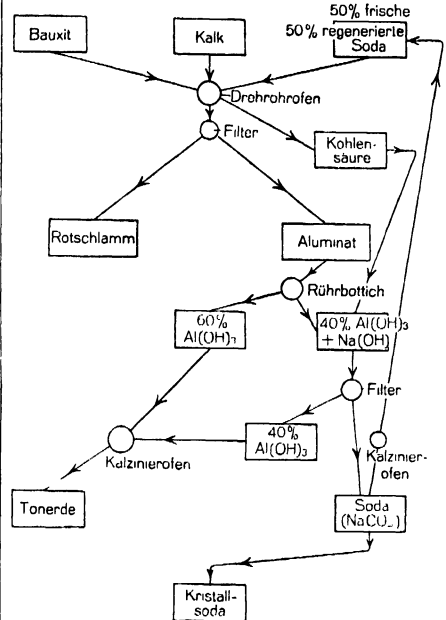 50% frische
50% regenerierte
Soda
Bauxit
Kalk
Drehrohrofen
Filter
Kohlen-
säure
Rotschlamm
Aluminat
Rührbottich
60%
Al(OH)₃
40% Al(OH)₃
+ Na(OH)
Filter
40%
Al(OH)₃
Kalzinierofen
Kalzinier-
ofen
Tonerde
Soda
Kristall-
soda